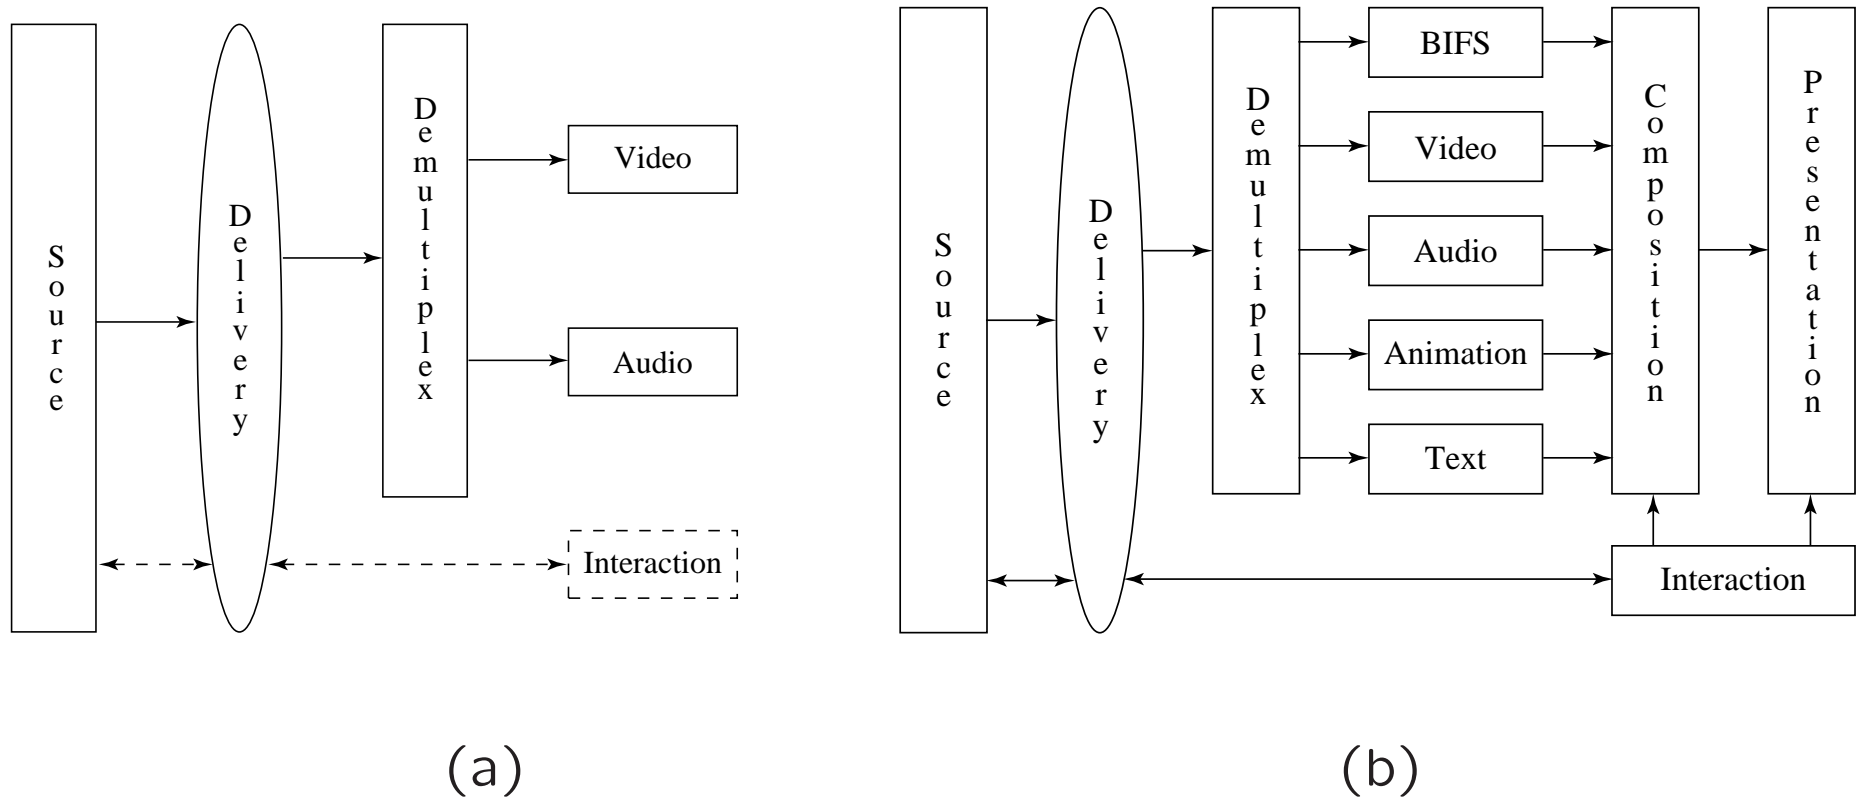 Source
Delivery
Demultiplex
Video
Audio
Interaction
(a)
Source
Delivery
Demultiplex
BIFS
Video
Audio
Animation
Text
Composition
Presentation
Interaction
(b)